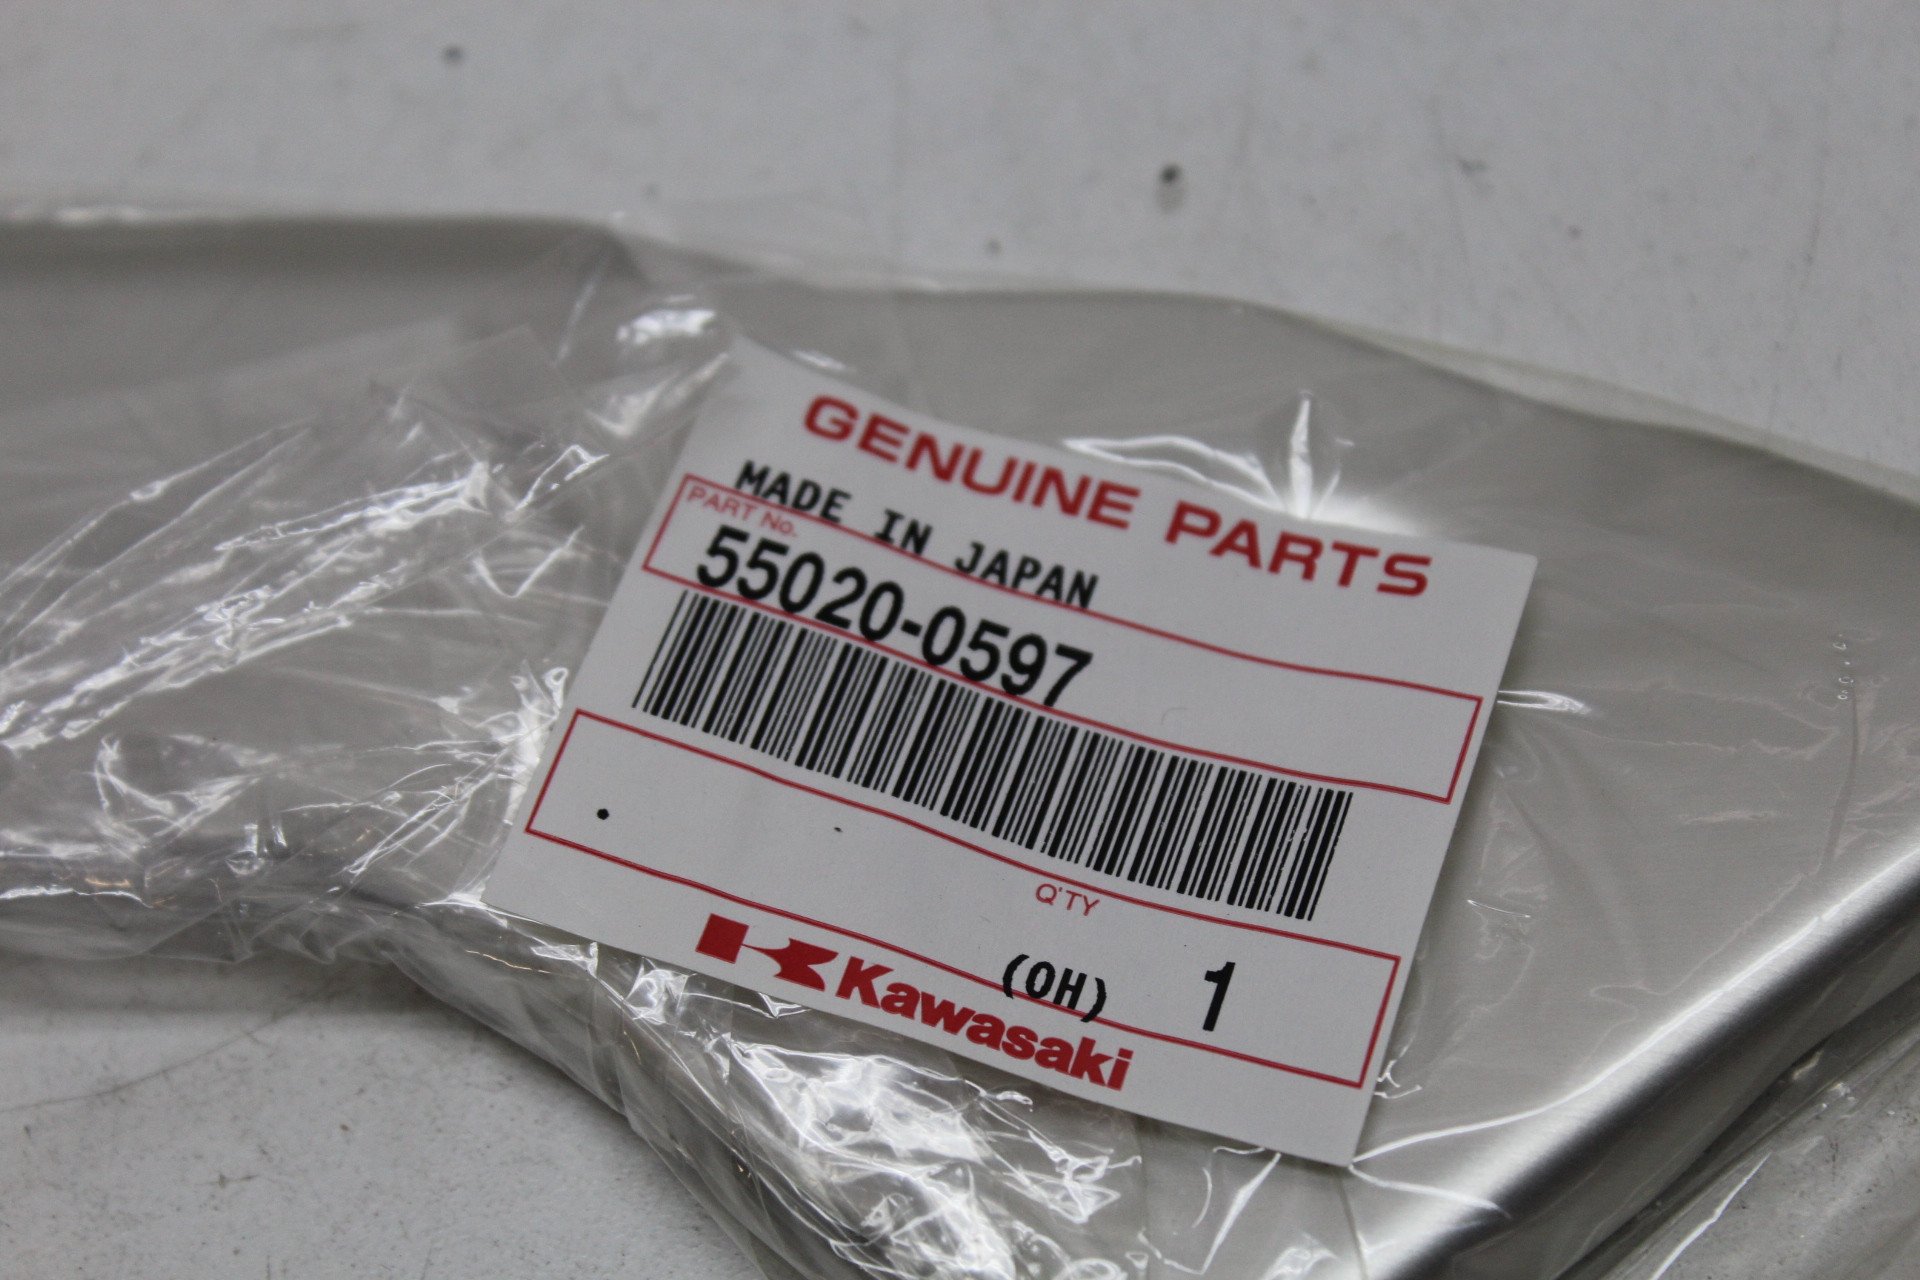 GENUINE PARTS
MADE IN JAPAN
PART No.
55020-0597
Q'TY
(OH) 1
Kawasaki